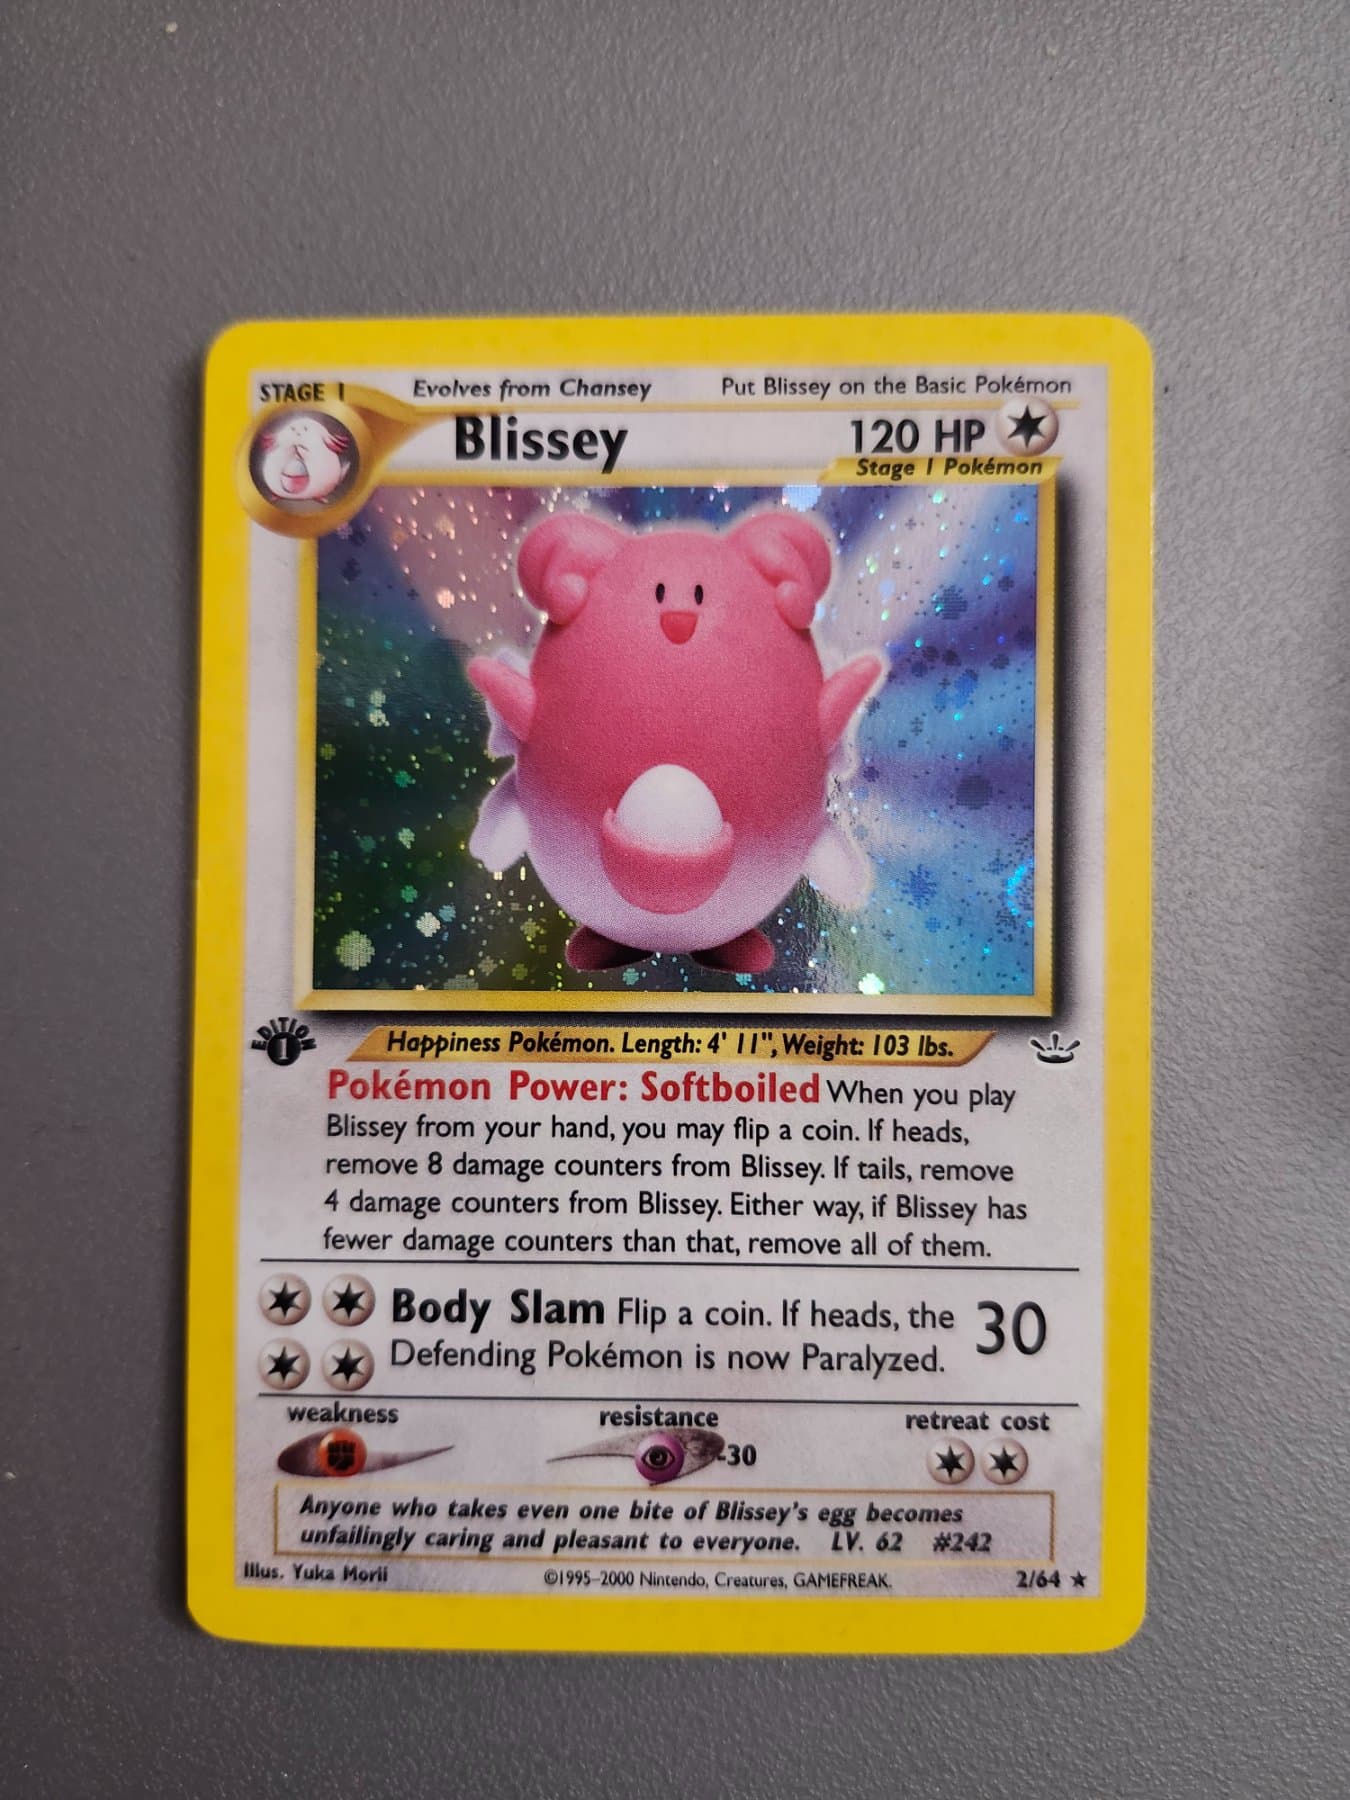 STAGE 1 Evolves from Chansey Put Blissey on the Basic Pokémon
Blissey 120 HP
Stage 1 Pokémon
EDITION 1
Happiness Pokémon. Length: 4' 11", Weight: 103 lbs.
Pokémon Power: Softboiled When you play
Blissey from your hand, you may flip a coin. If heads,
remove 8 damage counters from Blissey. If tails, remove
4 damage counters from Blissey. Either way, if Blissey has
fewer damage counters than that, remove all of them.
Body Slam Flip a coin. If heads, the 30
Defending Pokémon is now Paralyzed.
weakness resistance retreat cost
-30
Anyone who takes even one bite of Blissey's egg becomes
unfailingly caring and pleasant to everyone. LV. 62 #242
Illus. Yuka Morii ©1995-2000 Nintendo, Creatures, GAMEFREAK. 2/64 ★